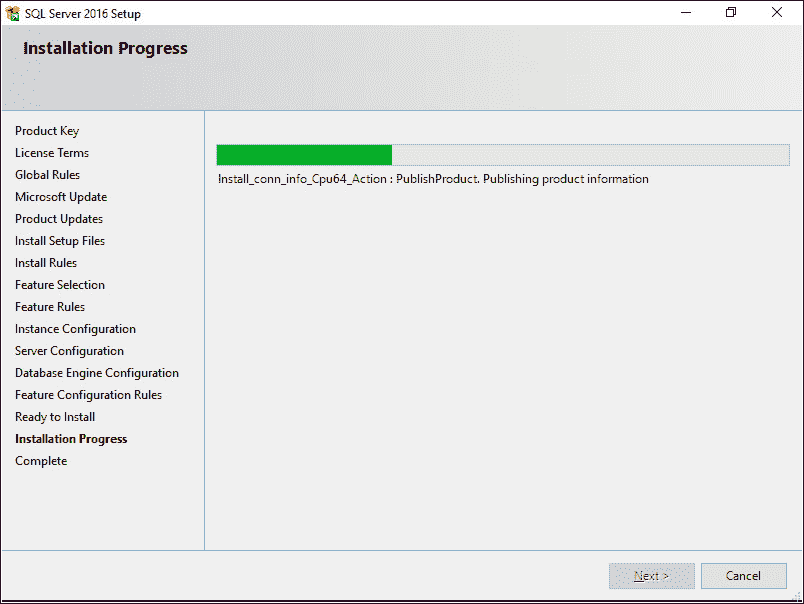 SQL Server 2016 Setup
Installation Progress
Product Key
License Terms
Global Rules
Microsoft Update
Product Updates
Install Setup Files
Install Rules
Feature Selection
Feature Rules
Instance Configuration
Server Configuration
Database Engine Configuration
Feature Configuration Rules
Ready to Install
Installation Progress
Complete
Install_conn_info_Cpu64_Action : PublishProduct. Publishing product information
Next >
Cancel